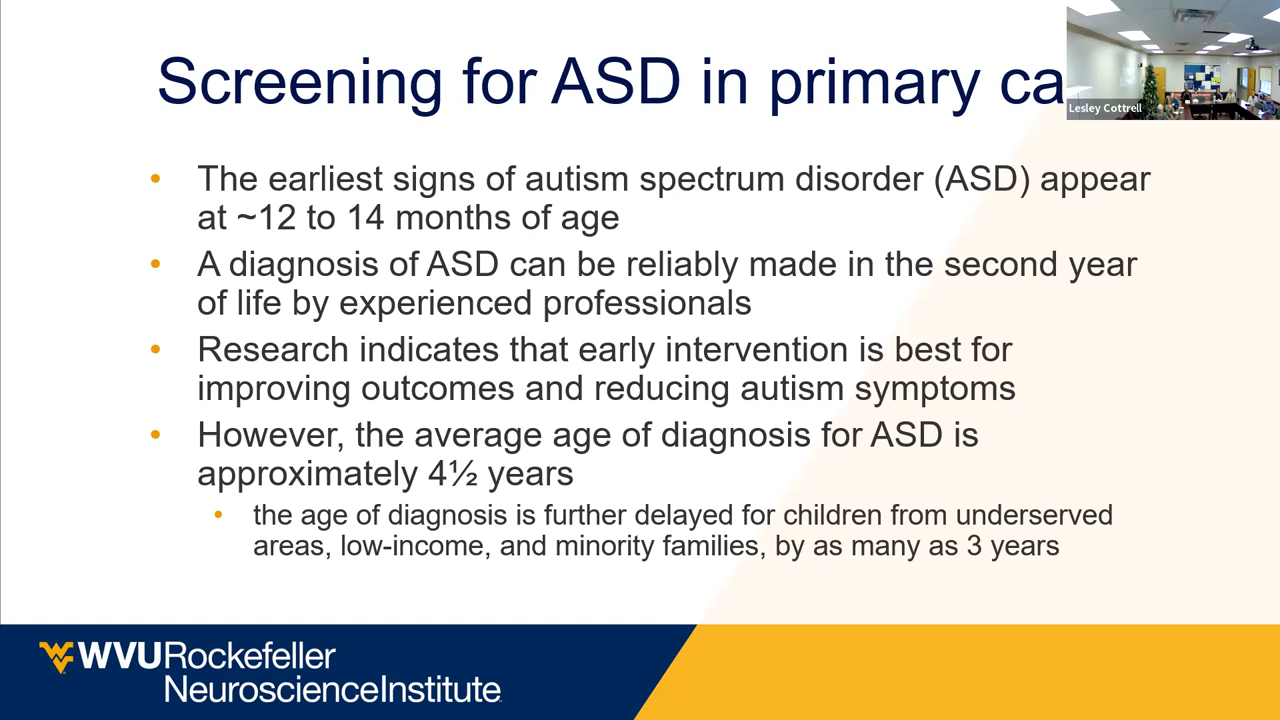 Screening for ASD in primary ca
Lesley Cottrell
• The earliest signs of autism spectrum disorder (ASD) appear
at ~12 to 14 months of age
• A diagnosis of ASD can be reliably made in the second year
of life by experienced professionals
• Research indicates that early intervention is best for
improving outcomes and reducing autism symptoms
• However, the average age of diagnosis for ASD is
approximately 4½ years
• the age of diagnosis is further delayed for children from underserved
areas, low-income, and minority families, by as many as 3 years
WVURockefeller
NeuroscienceInstitute